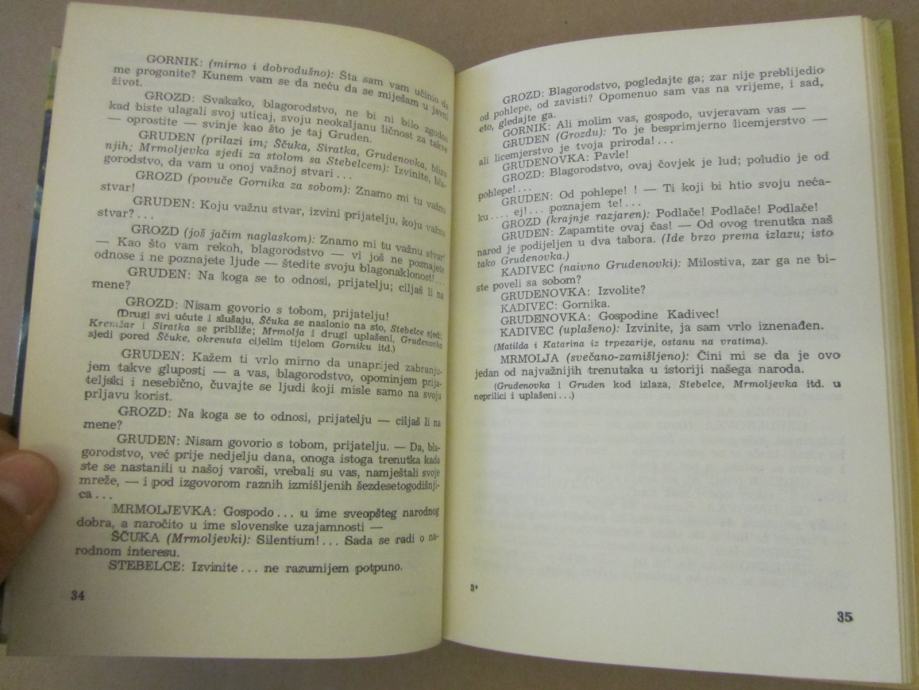 GORNIK: (mirno i dobrodušno): Šta sam vam učinio da
me progonite? Kunem vam se da neću da se miješam u javni
život.
GROZD: Svakako, blagorodstvo, ne bi ni bilo zgodno
kad biste ulagali svoj uticaj, svoju neokaljanu ličnost za takve
— oprostite — svinje kao što je taj Gruden.
GRUDEN (prilazi im; Ščuka, Siratka, Grudenovka, blizu
njih; Mrmoljevka sjedi za stolom sa Stebelcem): Izvinite, bla-
gorodstvo, da vam u onoj važnoj stvari...
GROZD (povuče Gornika za sobom): Znamo mi tu važnu
stvar!
GRUDEN: Koju važnu stvar, izvini prijatelju, koju važnu
stvar?...
GROZD (još jačim naglaskom): Znamo mi tu važnu stvar!
— Kao što vam rekoh, blagorodstvo — vi još ne poznajete
odnose i ne poznajete ljude — štedite svoju blagonaklonost!...
GRUDEN: Na koga se to odnosi, prijatelju; ciljaš li na
mene?
GROZD: Nisam govorio s tobom, prijatelju!
(Drugi svi učute i slušaju, Ščuka se naslonio na sto, Stebelce sjedi;
Krenžar i Siratka se približe; Mrmolja i drugi uplašeni, Grudenovka
sjedi pored Ščuke, okrenuta cijelim tijelom Gorniku itd.)
GRUDEN: Kažem ti vrlo mirno da unaprijed zabranju-
jem takve gluposti — a vas, blagorodstvo, opominjem prija-
teljski i nesebično, čuvajte se ljudi koji misle samo na svoju
prljavu korist.
GROZD: Na koga se to odnosi, prijatelju — ciljaš li na
mene?
GRUDEN: Nisam govorio s tobom, prijatelju. — Da, bla-
gorodstvo, već prije nedjelju dana, onoga istoga trenutka kada
ste se nastanili u našoj varoši, vrebali su vas, namještali svoje
mreže, — i pod izgovorom raznih izmišljenih šezdesetogodišnji-
ca...
MRMOLJEVKA: Gospodo... u ime sveopšteg narodnog
dobra, a naročito u ime slovenske uzajamnosti —
ŠČUKA (Mrmoljevki): Silentium!... Sada se radi o na-
rodnom interesu.
STEBELCE: Izvinite... ne razumijem potpuno.
34
GROZD: Blagorodstvo, pogledajte ga; zar nije preblijedio
od pohlepe, od zavisti? Opomenuo sam vas na vrijeme, i sad,
eto, gledajte ga.
GORNIK: Ali molim vas, gospodo, uvjeravam vas —
GRUDEN (Grozdu): To je besprimjerno licemjerstvo —
ali licemjerstvo je tvoja priroda!...
GRUDENOVKA: Pavle!
GROZD: Blagorodstvo, ovaj čovjek je lud; poludio je od
pohlepe!...
GRUDEN: Od pohlepe! ! — Ti koji bi htio svoju neća-
ku.... ej!... poznajem te!...
GROZD (krajnje razjaren): Podlače! Podlače! Podlače!
GRUDEN: Zapamtite ovaj čas! — Od ovog trenutka naš
narod je podijeljen u dva tabora. (Ide brzo prema izlazu; isto
tako Grudenovka.)
KADIVEC (naivno Grudenovki): Milostiva, zar ga ne bi-
ste poveli sa sobom?
GRUDENOVKA: Izvolite?
KADIVEC: Gornika.
GRUDENOVKA: Gospodine Kadivec!
KADIVEC (uplašeno): Izvinite, ja sam vrlo iznenađen.
(Matilda i Katarina iz trpezarije, ostanu na vratima).
MRMOLJA (svečano-zamišljeno): Čini mi se da je ovo
jedan od najvažnijih trenutaka u istoriji našega naroda.
(Grudenovka i Gruden kod izlaza, Stebelce, Mrmoljevka itd. u
neprilici i uplašeni...)
3*
35